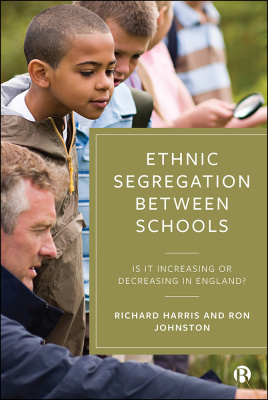 ETHNIC
SEGREGATION
BETWEEN
SCHOOLS
IS IT INCREASING OR
DECREASING IN ENGLAND?
RICHARD HARRIS AND RON
JOHNSTON
B